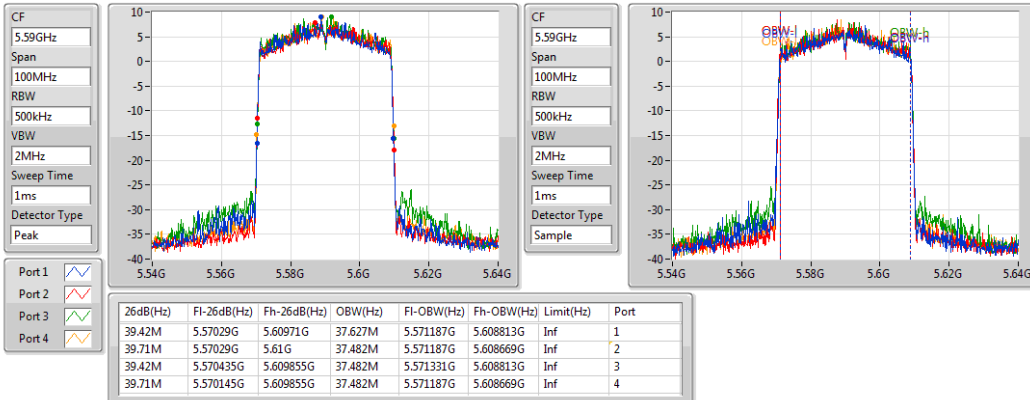 CF
5.59GHz
Span
100MHz
RBW
500kHz
VBW
2MHz
Sweep Time
1ms
Detector Type
Peak
10
5
0
-5
-10
-15
-20
-25
-30
-35
-40
5.54G 5.56G 5.58G 5.6G 5.62G 5.64G
CF
5.59GHz
Span
100MHz
RBW
500kHz
VBW
2MHz
Sweep Time
1ms
Detector Type
Sample
10
5
0
-5
-10
-15
-20
-25
-30
-35
-40
OBW-l OBW-h
5.54G 5.56G 5.58G 5.6G 5.62G 5.64G
Port 1
Port 2
Port 3
Port 4
26dB(Hz) Fl-26dB(Hz) Fh-26dB(Hz) OBW(Hz) Fl-OBW(Hz) Fh-OBW(Hz) Limit(Hz) Port
39.42M 5.57029G 5.60971G 37.627M 5.571187G 5.608813G Inf 1
39.71M 5.57029G 5.61G 37.482M 5.571187G 5.608669G Inf 2
39.42M 5.570435G 5.609855G 37.482M 5.571331G 5.608813G Inf 3
39.71M 5.570145G 5.609855G 37.482M 5.571187G 5.608669G Inf 4